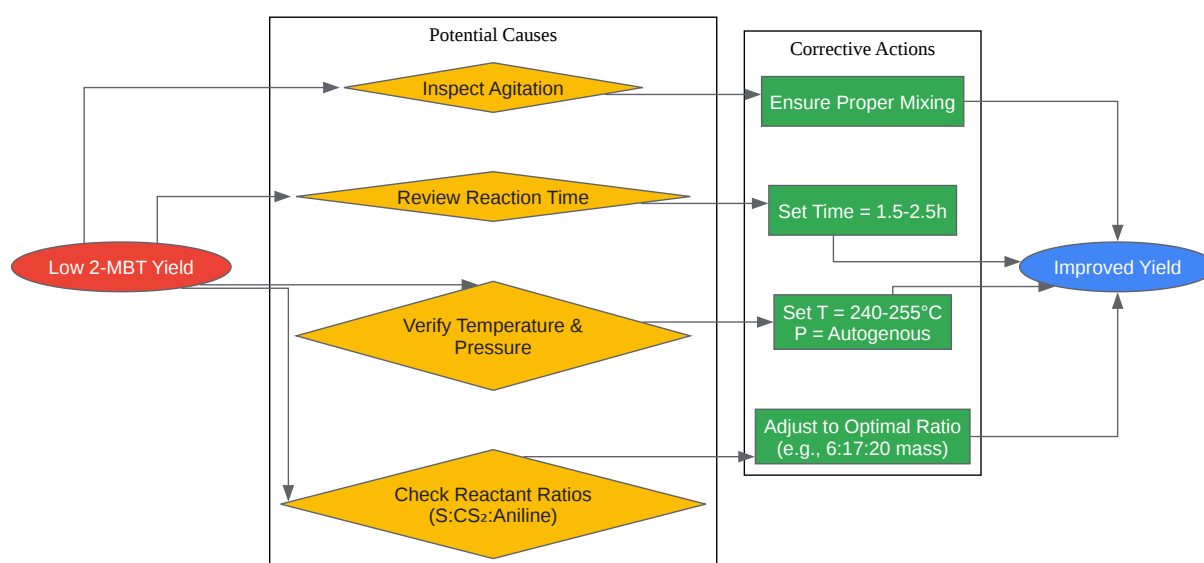 Potential Causes
Corrective Actions
Inspect Agitation
Ensure Proper Mixing
Review Reaction Time
Set Time = 1.5-2.5h
Low 2-MBT Yield
Improved Yield
Verify Temperature &
Pressure
Set T = 240-255°C
P = Autogenous
Check Reactant Ratios
(S:CS₂:Aniline)
Adjust to Optimal Ratio
(e.g., 6:17:20 mass)